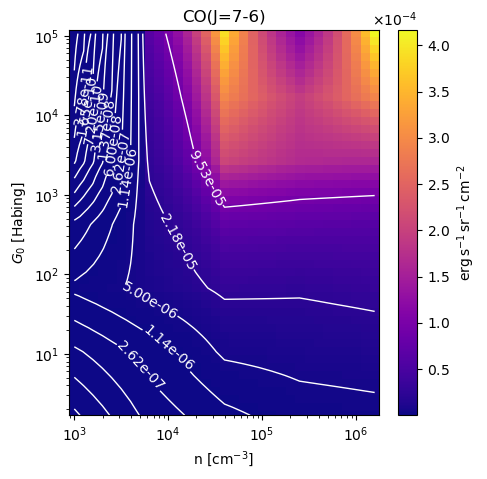 CO(J=7-6)
×10⁻⁴
10⁵
10⁴
10³
10²
10¹
G₀ [Habing]
10³
10⁴
10⁵
10⁶
n [cm⁻³]
6.00e-08
2.62e-07
1.14e-06
9.53e-05
2.18e-05
5.00e-06
1.14e-06
2.62e-07
4.0
3.5
3.0
2.5
2.0
1.5
1.0
0.5
erg s⁻¹ sr⁻¹ cm⁻²